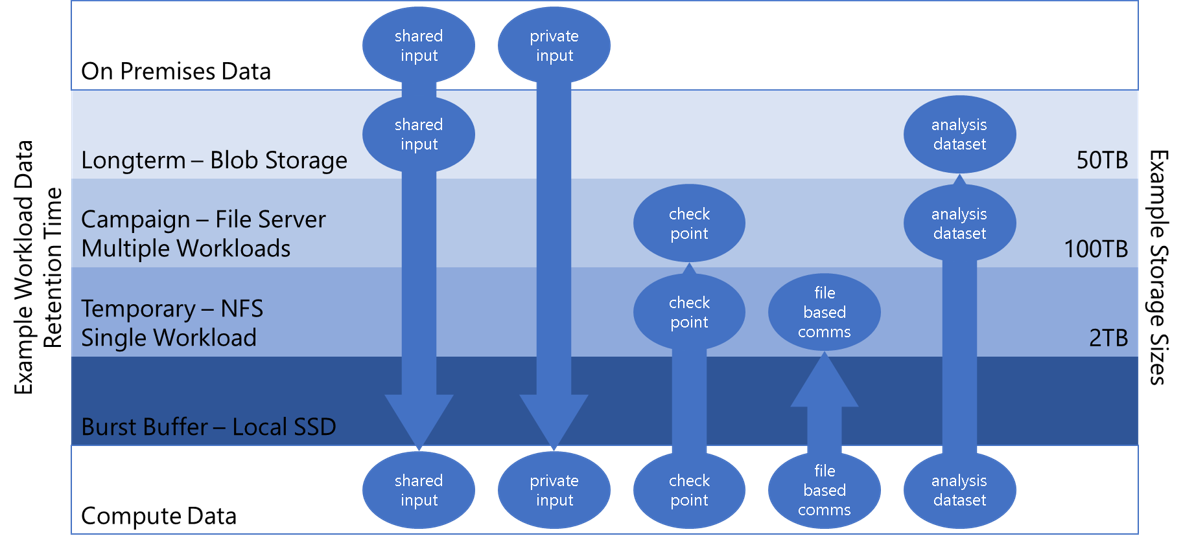 shared
input
private
input
On Premises Data
shared
input
analysis
dataset
Longterm – Blob Storage
50TB
Campaign – File Server
Multiple Workloads
check
point
analysis
dataset
100TB
Temporary – NFS
Single Workload
check
point
file
based
comms
2TB
Burst Buffer – Local SSD
Compute Data
shared
input
private
input
check
point
file
based
comms
analysis
dataset
Example Workload Data
Retention Time
Example Storage Sizes